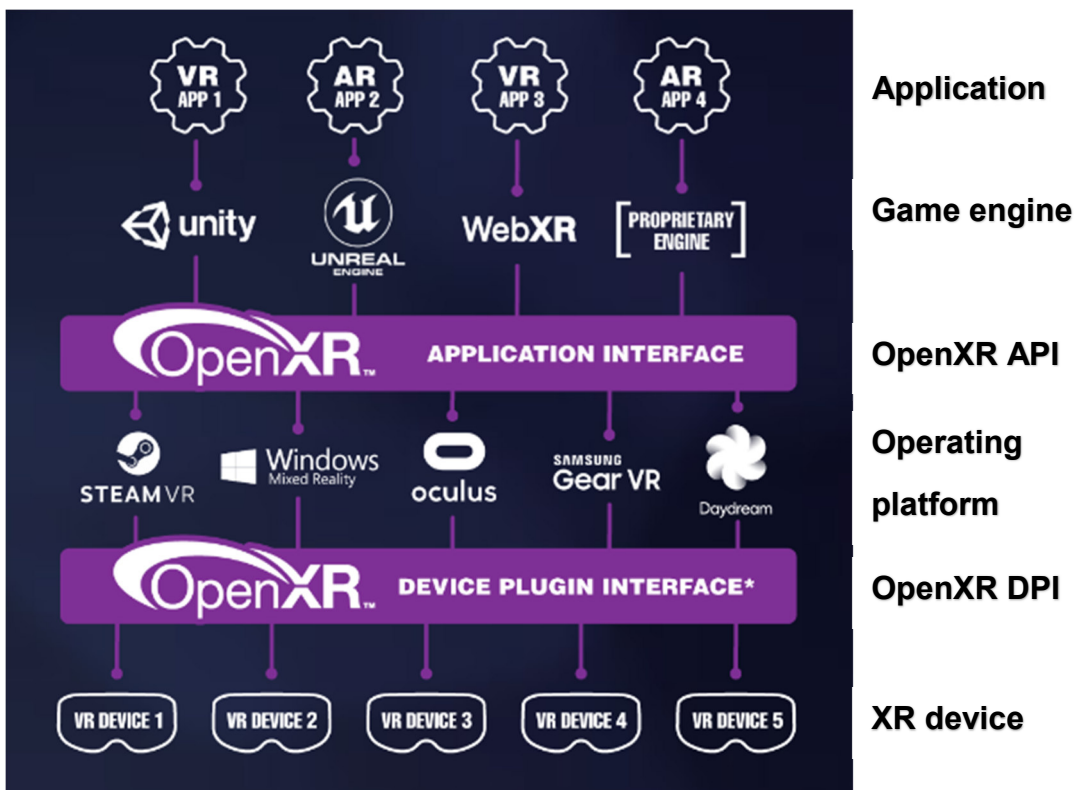 VR APP 1
AR APP 2
VR APP 3
AR APP 4
Application
unity
UNREAL ENGINE
WebXR
[PROPRIETARY ENGINE]
Game engine
OpenXR™ APPLICATION INTERFACE
OpenXR API
STEAMVR
Windows Mixed Reality
oculus
SAMSUNG Gear VR
Daydream
Operating
platform
OpenXR™ DEVICE PLUGIN INTERFACE*
OpenXR DPI
VR DEVICE 1
VR DEVICE 2
VR DEVICE 3
VR DEVICE 4
VR DEVICE 5
XR device